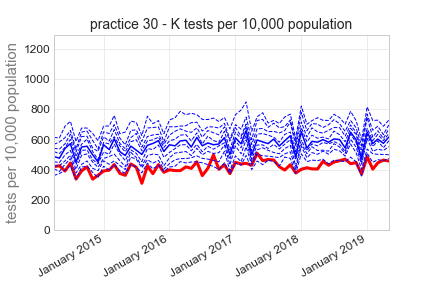 practice 30 - K tests per 10,000 population
tests per 10,000 population
1200
1000
800
600
400
200
0
January 2015
January 2016
January 2017
January 2018
January 2019